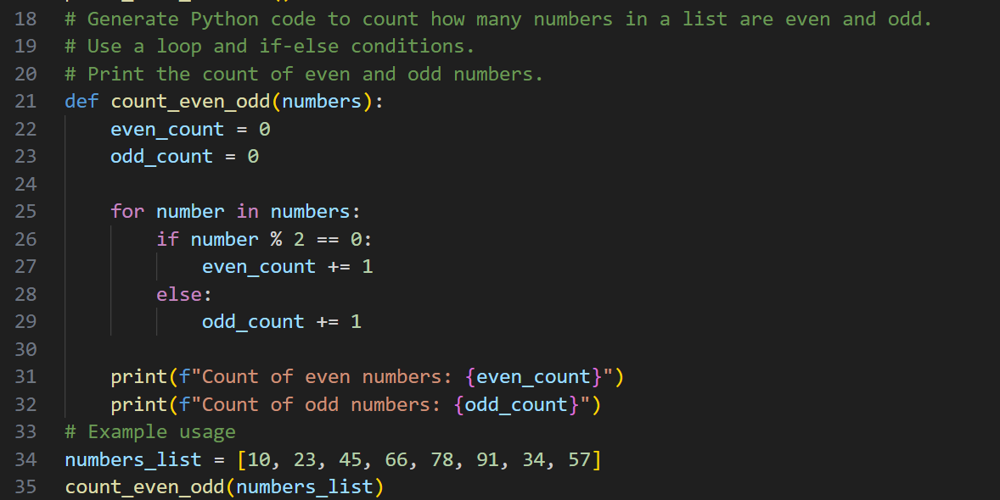 18 # Generate Python code to count how many numbers in a list are even and odd.
19 # Use a loop and if-else conditions.
20 # Print the count of even and odd numbers.
21 def count_even_odd(numbers):
22     even_count = 0
23     odd_count = 0
24
25     for number in numbers:
26         if number % 2 == 0:
27             even_count += 1
28         else:
29             odd_count += 1
30
31     print(f"Count of even numbers: {even_count}")
32     print(f"Count of odd numbers: {odd_count}")
33 # Example usage
34 numbers_list = [10, 23, 45, 66, 78, 91, 34, 57]
35 count_even_odd(numbers_list)